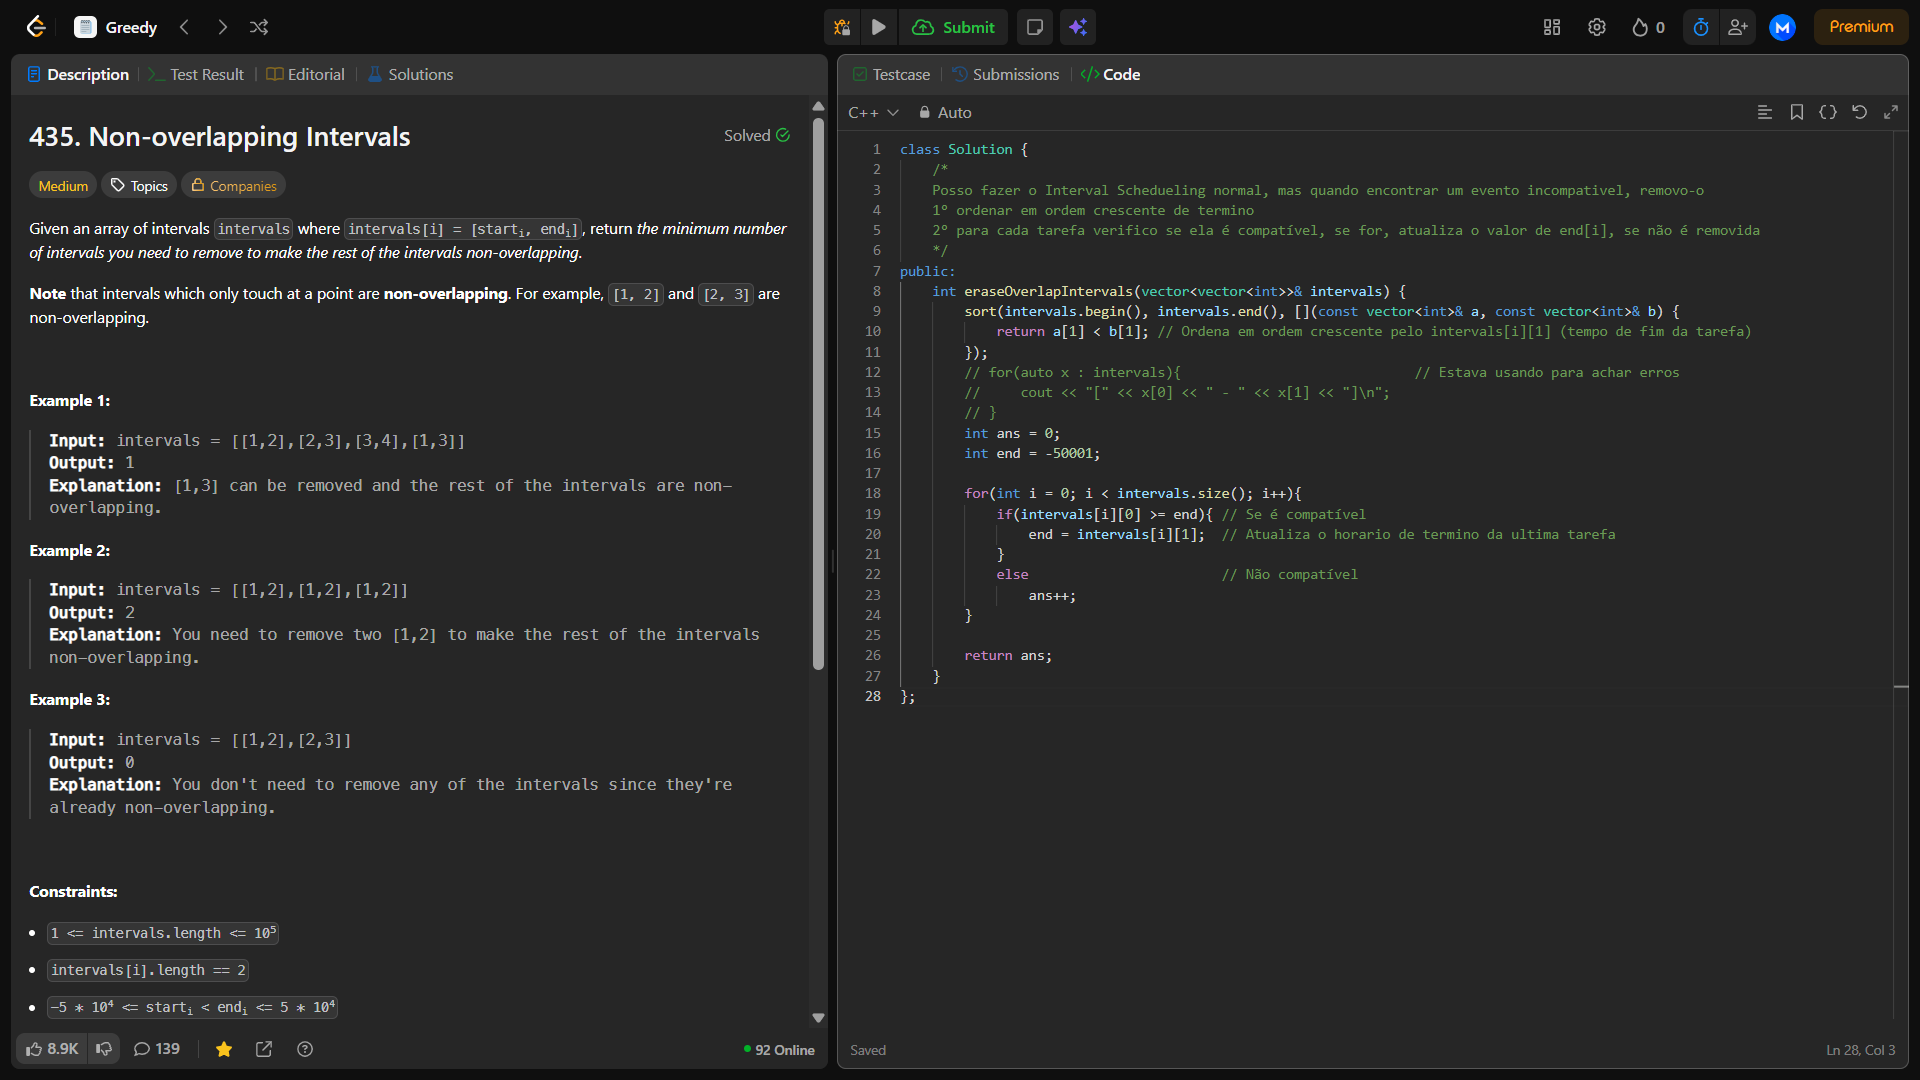 Greedy
Submit
0
Premium
Description
Test Result
Editorial
Solutions
435. Non-overlapping Intervals
Solved
Medium
Topics
Companies
Given an array of intervals intervals where intervals[i] = [starti, endi], return the minimum number
of intervals you need to remove to make the rest of the intervals non-overlapping.
Note that intervals which only touch at a point are non-overlapping. For example, [1, 2] and [2, 3] are
non-overlapping.
Example 1:
Input: intervals = [[1,2],[2,3],[3,4],[1,3]]
Output: 1
Explanation: [1,3] can be removed and the rest of the intervals are non-
overlapping.
Example 2:
Input: intervals = [[1,2],[1,2],[1,2]]
Output: 2
Explanation: You need to remove two [1,2] to make the rest of the intervals
non-overlapping.
Example 3:
Input: intervals = [[1,2],[2,3]]
Output: 0
Explanation: You don't need to remove any of the intervals since they're
already non-overlapping.
Constraints:
1 <= intervals.length <= 10⁵
intervals[i].length == 2
-5 * 10⁴ <= starti < endi <= 5 * 10⁴
8.9K
139
92 Online
Testcase
Submissions
Code
C++
Auto
1 class Solution {
2 /*
3 Posso fazer o Interval Schedueling normal, mas quando encontrar um evento incompativel, removo-o
4 1º ordenar em ordem crescente de termino
5 2º para cada tarefa verifico se ela é compatível, se for, atualiza o valor de end[i], se não é removida
6 */
7 public:
8 int eraseOverlapIntervals(vector<vector<int>>& intervals) {
9 sort(intervals.begin(), intervals.end(), [](const vector<int>& a, const vector<int>& b) {
10 return a[1] < b[1]; // Ordena em ordem crescente pelo intervals[i][1] (tempo de fim da tarefa)
11 });
12 // for(auto x : intervals){ // Estava usando para achar erros
13 // cout << "[" << x[0] << " - " << x[1] << "]\n";
14 // }
15 int ans = 0;
16 int end = -50001;
17
18 for(int i = 0; i < intervals.size(); i++){
19 if(intervals[i][0] >= end){ // Se é compatível
20 end = intervals[i][1]; // Atualiza o horario de termino da ultima tarefa
21 }
22 else // Não compatível
23 ans++;
24 }
25
26 return ans;
27 }
28 };
Saved
Ln 28, Col 3